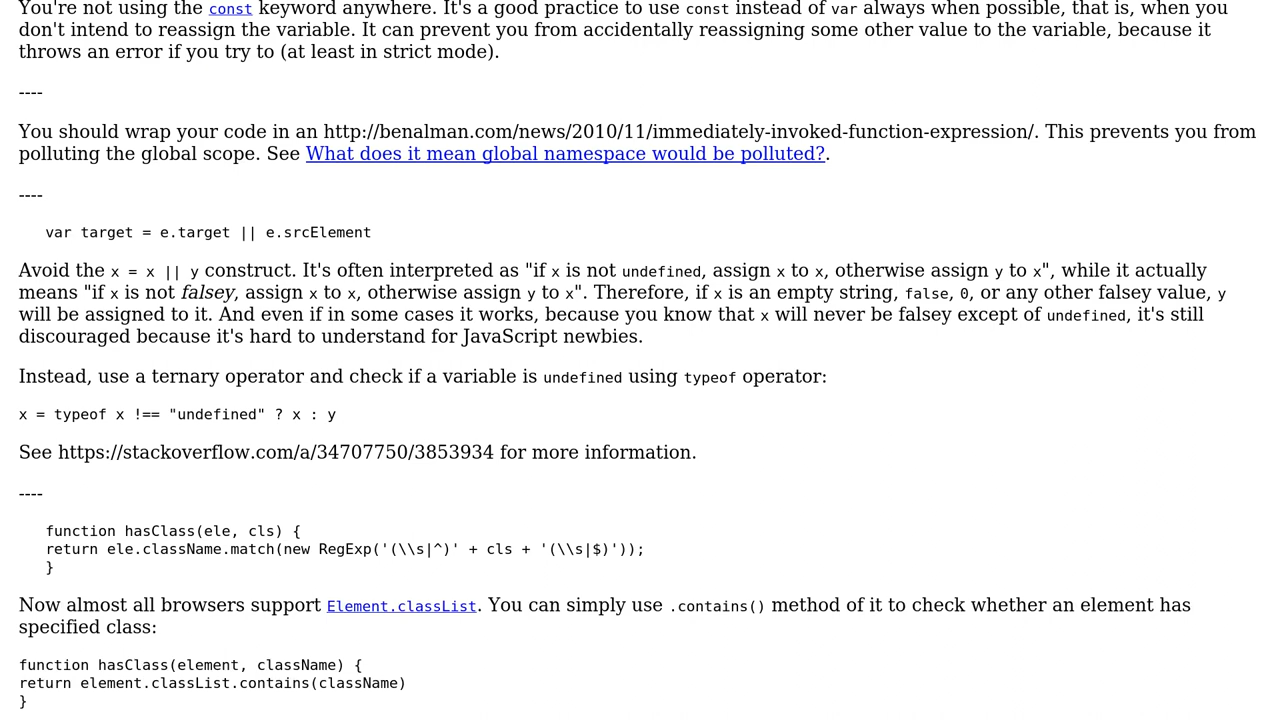 You're not using the const keyword anywhere. It's a good practice to use const instead of var always when possible, that is, when you
don't intend to reassign the variable. It can prevent you from accidentally reassigning some other value to the variable, because it
throws an error if you try to (at least in strict mode).
----
You should wrap your code in an http://benalman.com/news/2010/11/immediately-invoked-function-expression/. This prevents you from
polluting the global scope. See What does it mean global namespace would be polluted?.
----
var target = e.target || e.srcElement
Avoid the x = x || y construct. It's often interpreted as "if x is not undefined, assign x to x, otherwise assign y to x", while it actually
means "if x is not falsey, assign x to x, otherwise assign y to x". Therefore, if x is an empty string, false, 0, or any other falsey value, y
will be assigned to it. And even if in some cases it works, because you know that x will never be falsey except of undefined, it's still
discouraged because it's hard to understand for JavaScript newbies.
Instead, use a ternary operator and check if a variable is undefined using typeof operator:
x = typeof x !== "undefined" ? x : y
See https://stackoverflow.com/a/34707750/3853934 for more information.
----
function hasClass(ele, cls) {
return ele.className.match(new RegExp('(\\s|^)' + cls + '(\\s|$)'));
}
Now almost all browsers support Element.classList. You can simply use .contains() method of it to check whether an element has
specified class:
function hasClass(element, className) {
return element.classList.contains(className)
}